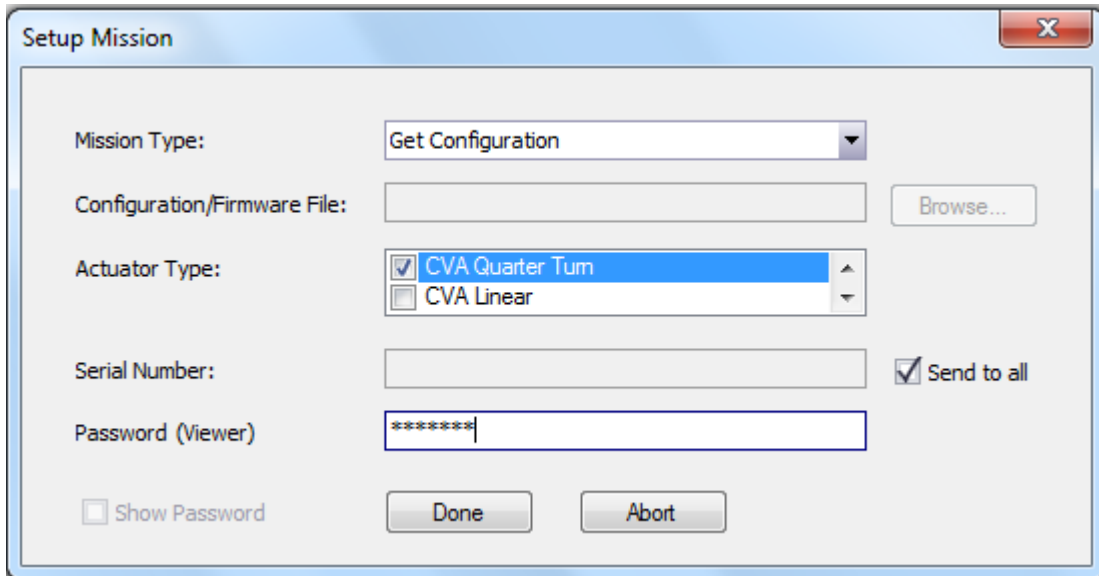 Setup Mission
Mission Type: Get Configuration
Configuration/Firmware File: Browse...
Actuator Type: CVA Quarter Turn
CVA Linear
Serial Number: Send to all
Password (Viewer) *******
Show Password Done Abort